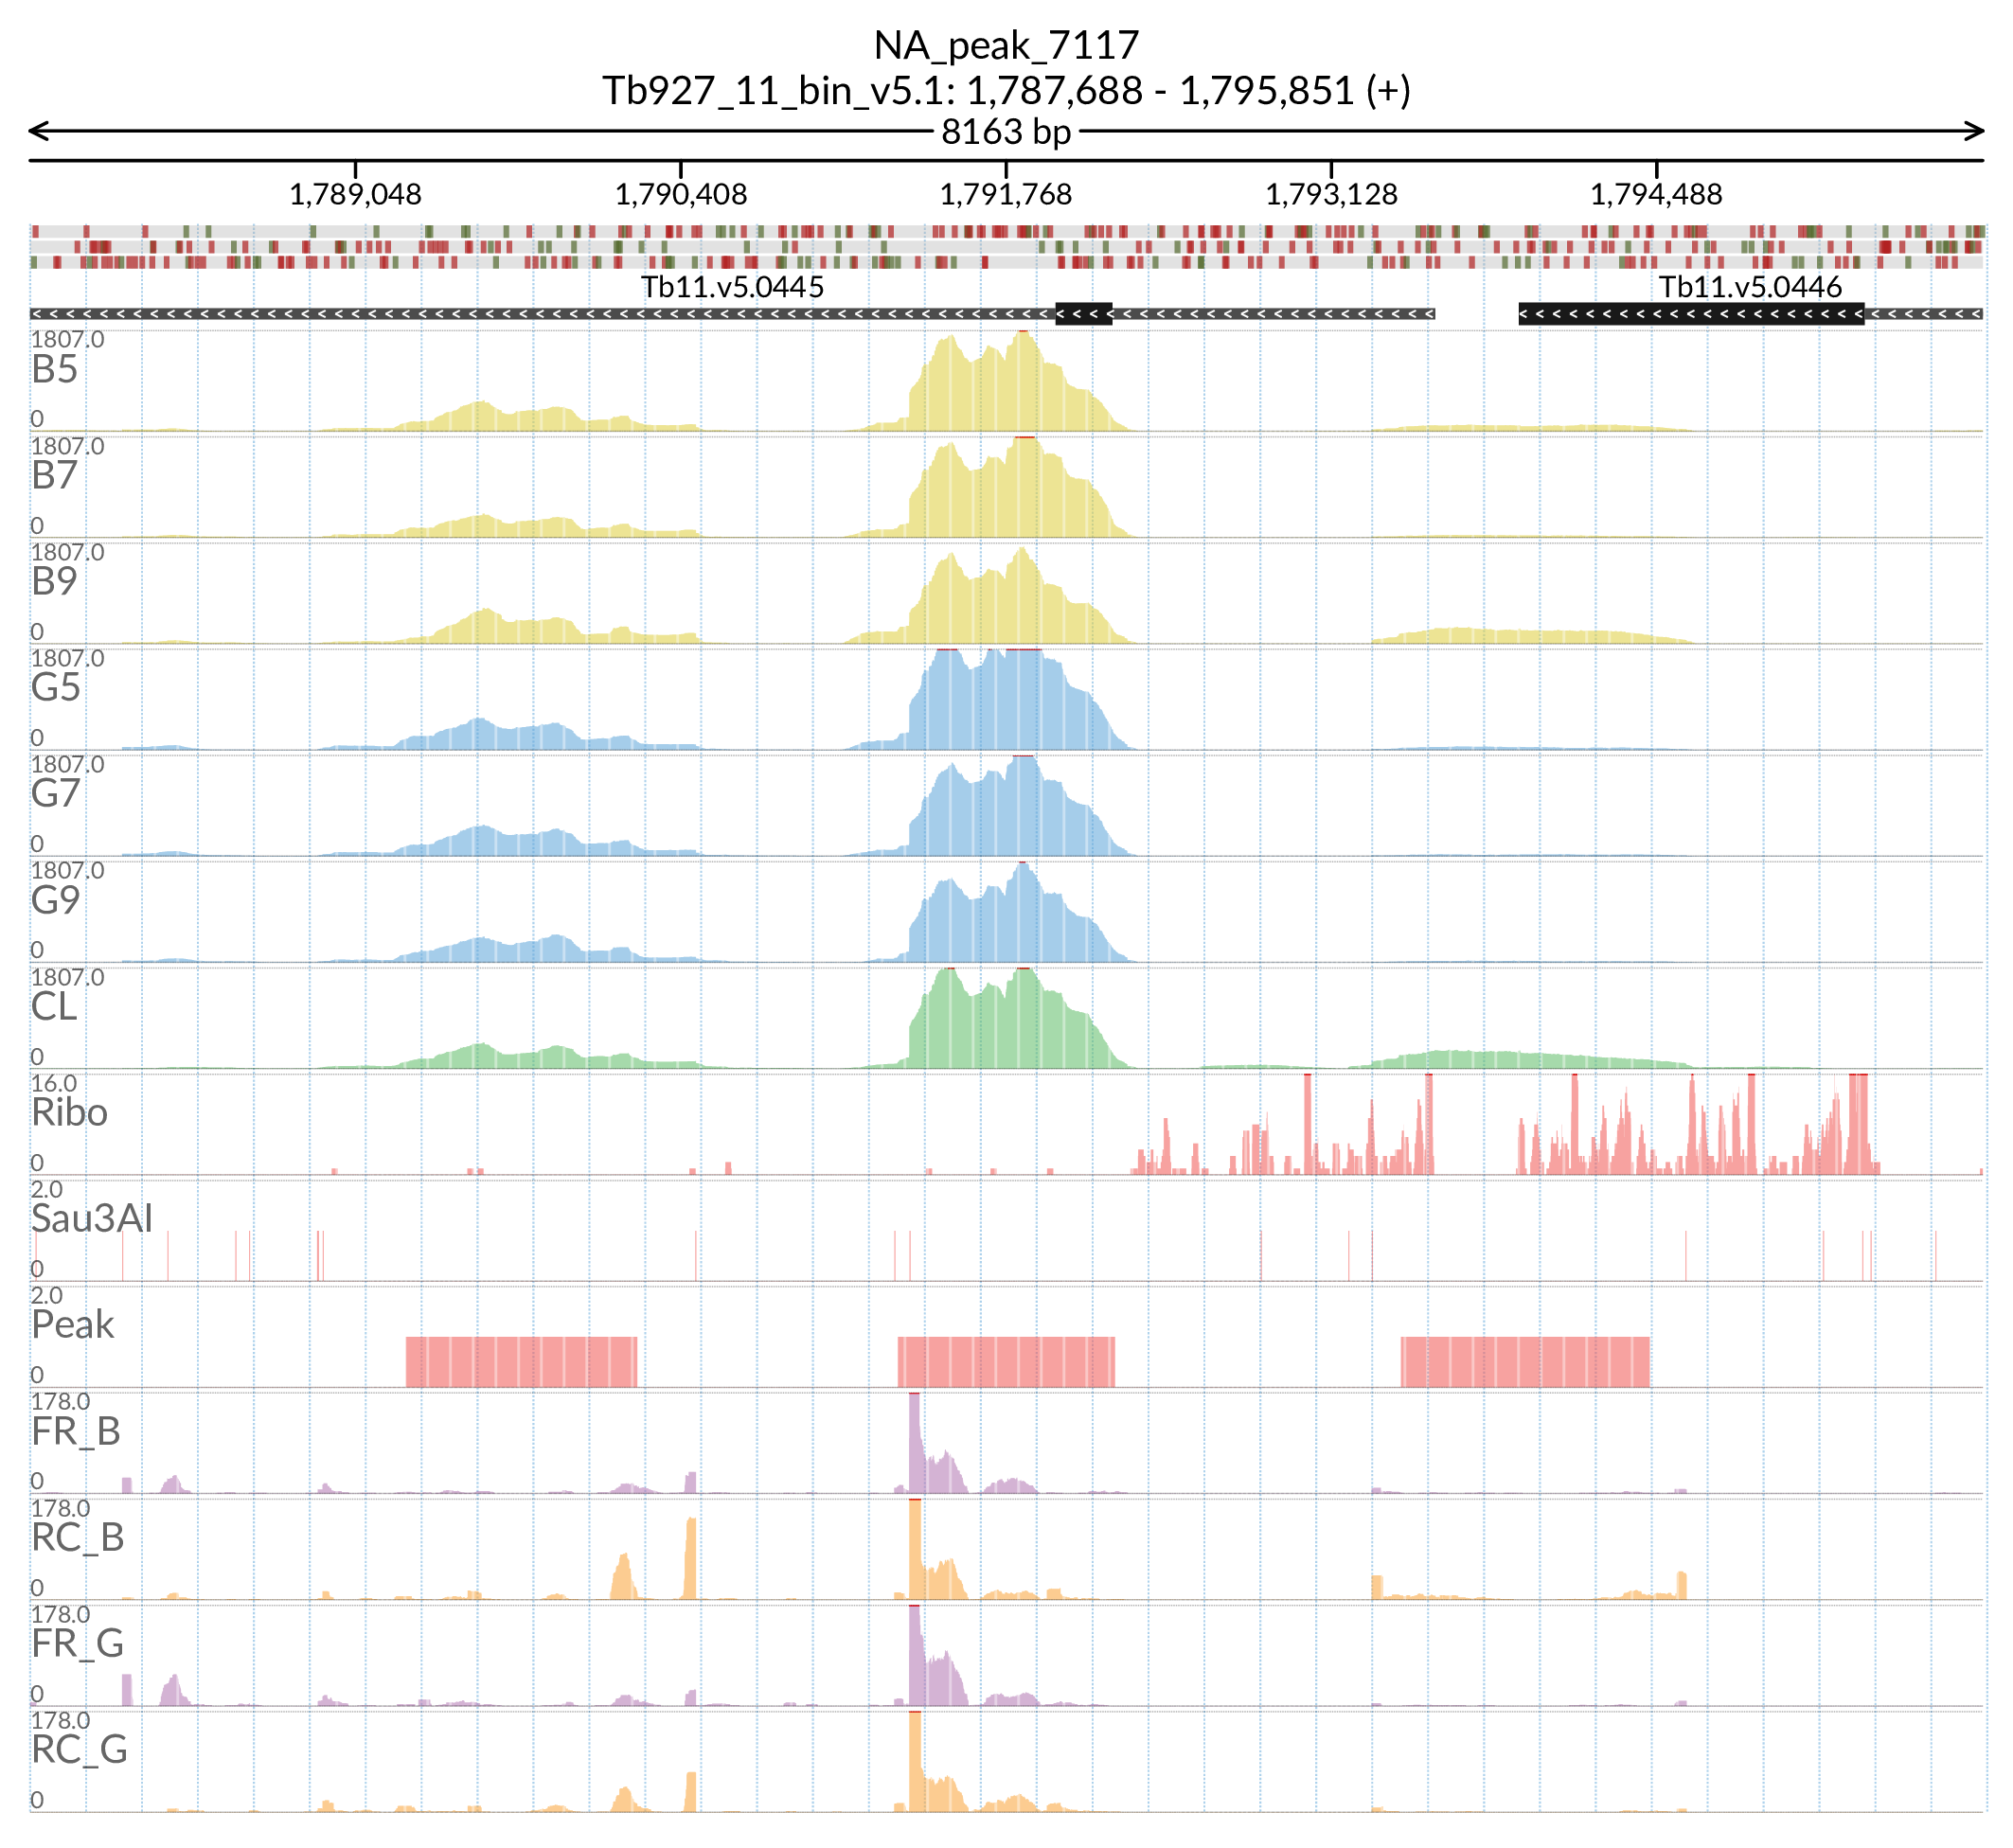 NA_peak_7117
Tb927_11_bin_v5.1: 1,787,688 - 1,795,851 (+)
8163 bp
1,789,048 1,790,408 1,791,768 1,793,128 1,794,488
Tb11.v5.0445 Tb11.v5.0446
1807.0
B5
0
1807.0
B7
0
1807.0
B9
0
1807.0
G5
0
1807.0
G7
0
1807.0
G9
0
1807.0
CL
0
16.0
Ribo
0
2.0
Sau3AI
0
2.0
Peak
0
178.0
FR_B
0
178.0
RC_B
0
178.0
FR_G
0
178.0
RC_G
0